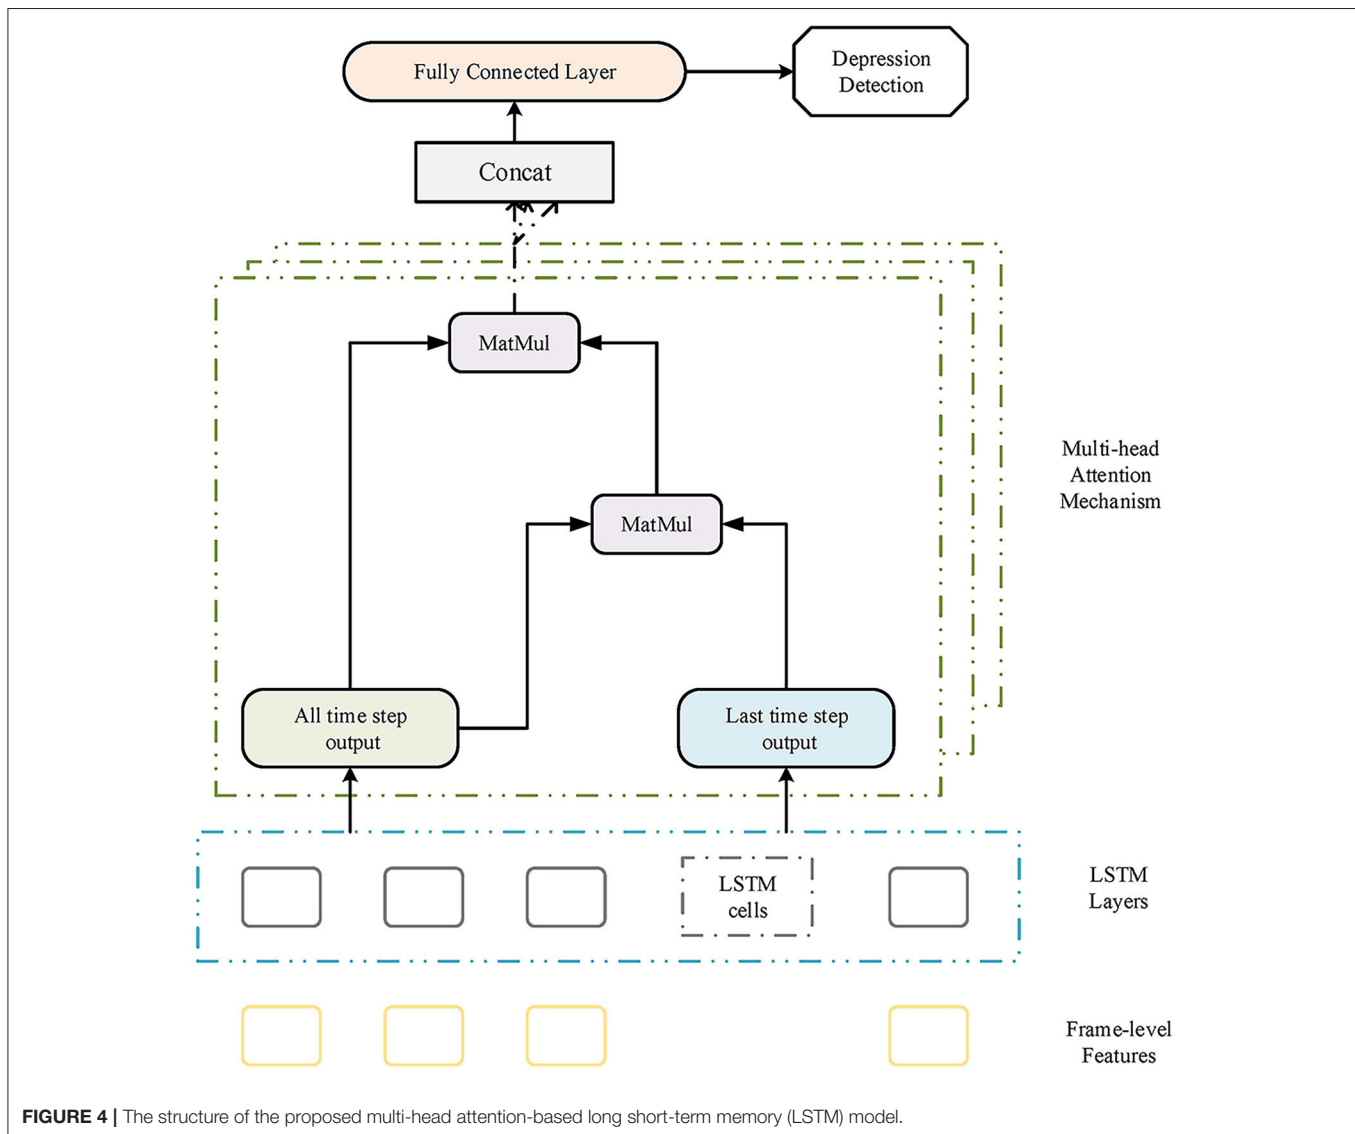 Fully Connected Layer
Depression
Detection
Concat
MatMul
Multi-head
Attention
Mechanism
MatMul
All time step
output
Last time step
output
LSTM
cells
LSTM
Layers
Frame-level
Features
FIGURE 4 | The structure of the proposed multi-head attention-based long short-term memory (LSTM) model.